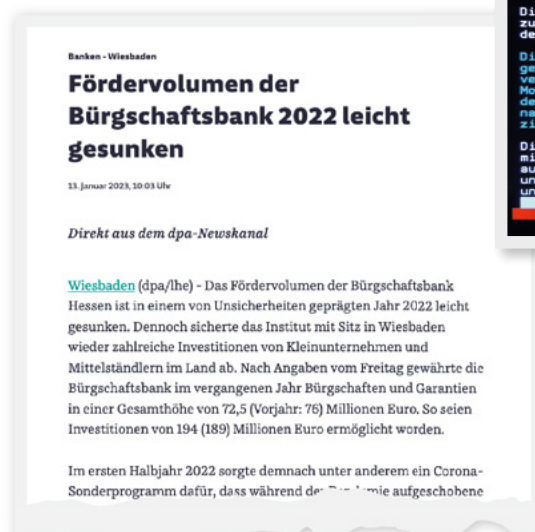 Banken - Wiesbaden
Fördervolumen der
Bürgschaftsbank 2022 leicht
gesunken
13. Januar 2023, 10:03 Uhr
Direkt aus dem dpa-Newskanal
Wiesbaden (dpa/lhe) - Das Fördervolumen der Bürgschaftsbank
Hessen ist in einem von Unsicherheiten geprägten Jahr 2022 leicht
gesunken. Dennoch sicherte das Institut mit Sitz in Wiesbaden
wieder zahlreiche Investitionen von Kleinunternehmen und
Mittelständlern im Land ab. Nach Angaben vom Freitag gewährte die
Bürgschaftsbank im vergangenen Jahr Bürgschaften und Garantien
in einer Gesamthöhe von 72,5 (Vorjahr: 76) Millionen Euro. So seien
Investitionen von 194 (189) Millionen Euro ermöglicht worden.
Im ersten Halbjahr 2022 sorgte demnach unter anderem ein Corona-
Sonderprogramm dafür, dass während der aufgeschobene